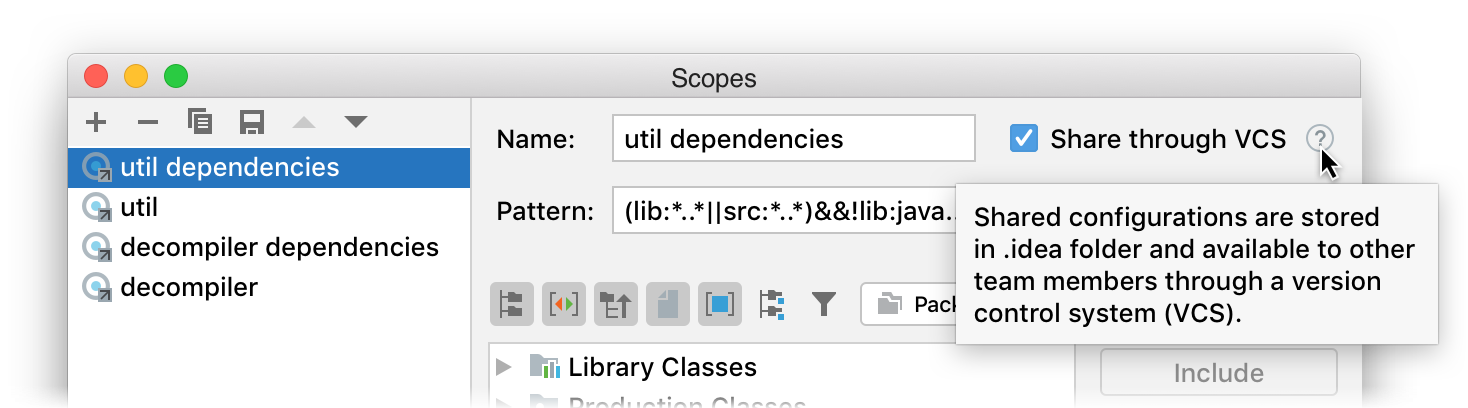 Scopes
util dependencies
util
decompiler dependencies
decompiler
Name:
util dependencies
Share through VCS
?
Pattern:
(lib:*..*||src:*..*)&&!lib:java..
Shared configurations are stored
in .idea folder and available to other
team members through a version
control system (VCS).
Pack
Library Classes
Production Classes
Include